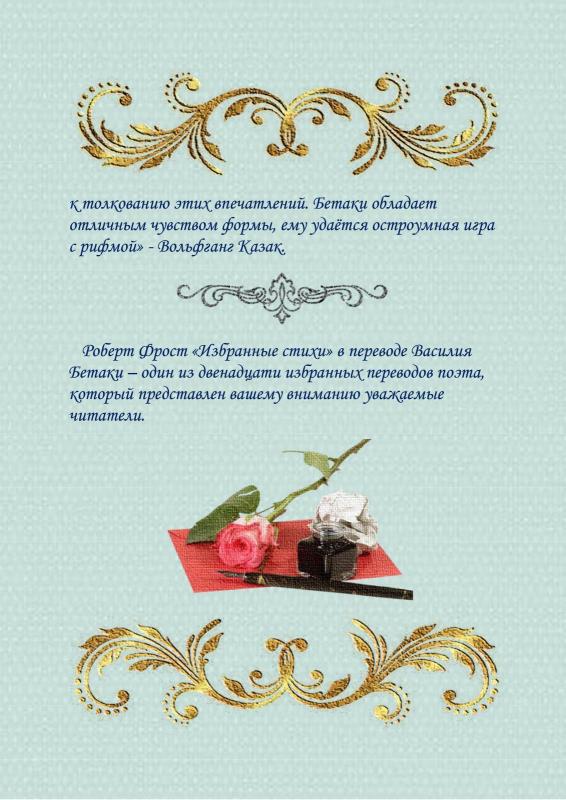 к толкованию этих впечатлений. Бетаки обладает
отличным чувством формы, ему удаётся остроумная игра
с рифмой» - Вольфганг Казак.
Роберт Фрост «Избранные стихи» в переводе Василия
Бетаки – один из двенадцати избранных переводов поэта,
который представлен вашему вниманию уважаемые
читатели.